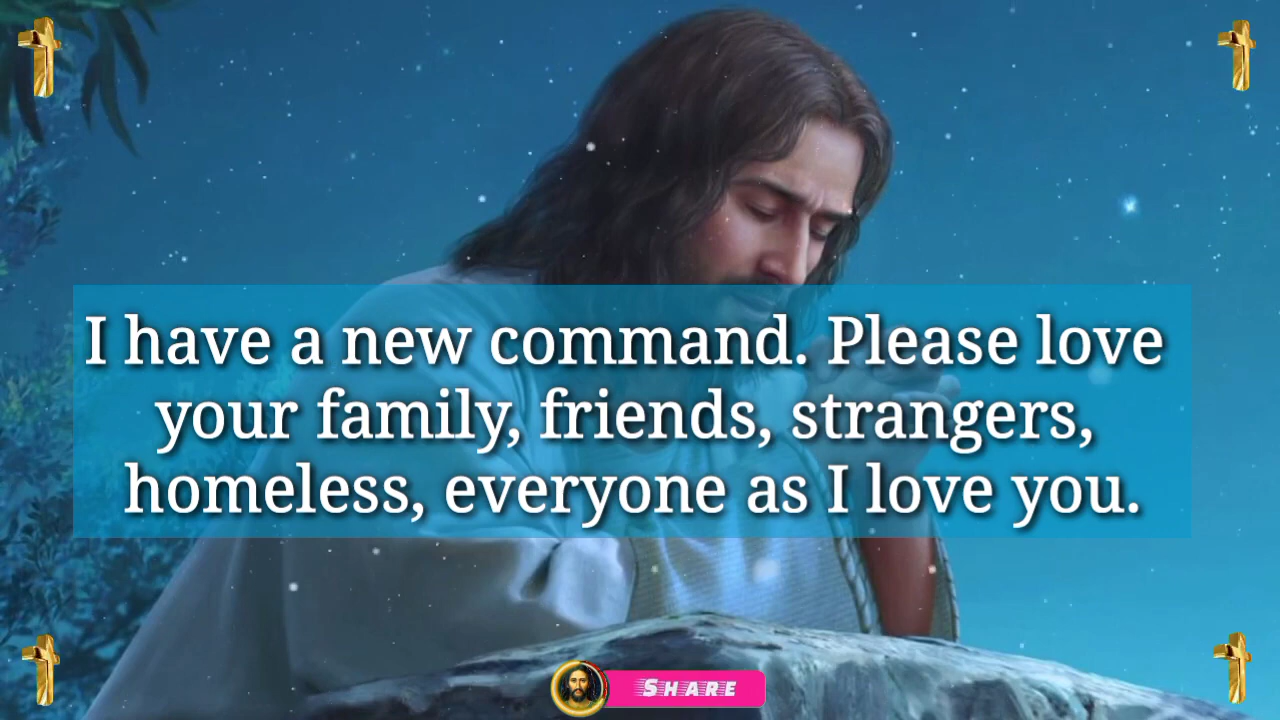 I have a new command. Please love
your family, friends, strangers,
homeless, everyone as I love you.
SHARE